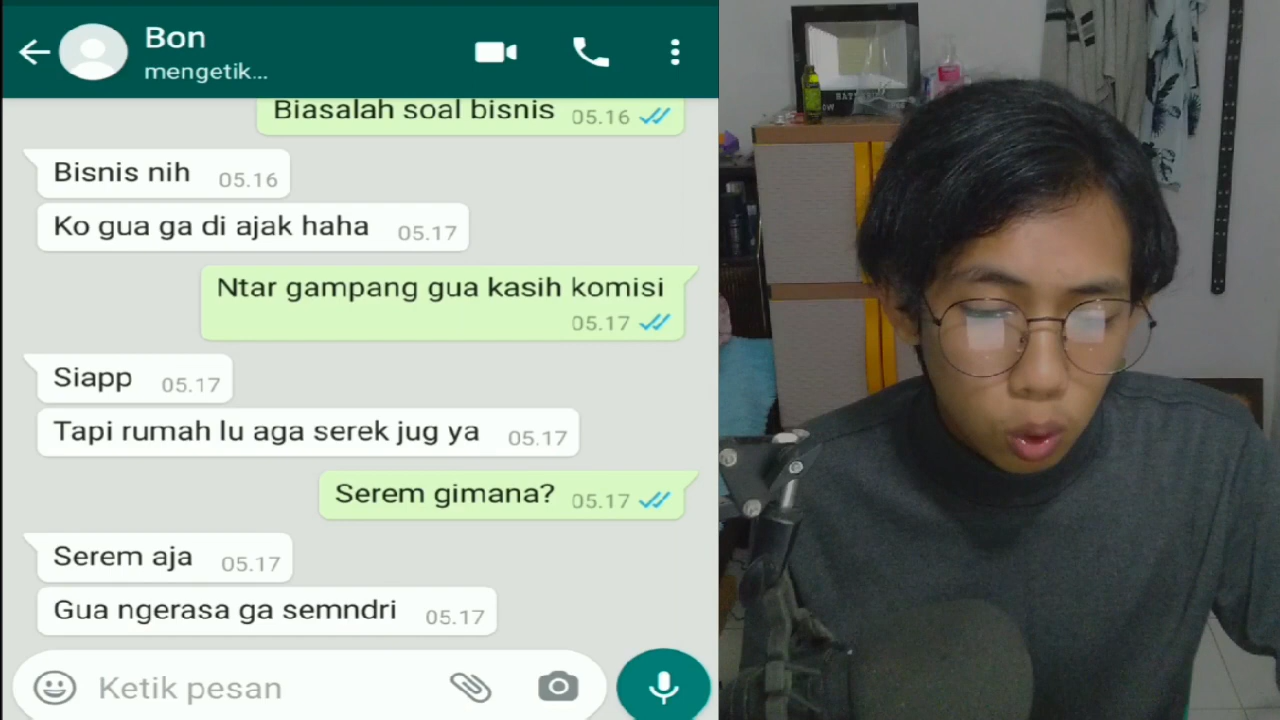 Bon
mengetik...
Biasalah soal bisnis 05.16
Bisnis nih 05.16
Ko gua ga di ajak haha 05.17
Ntar gampang gua kasih komisi
05.17
Siapp 05.17
Tapi rumah lu aga serek jug ya 05.17
Serem gimana? 05.17
Serem aja 05.17
Gua ngerasa ga semndri 05.17
Ketik pesan